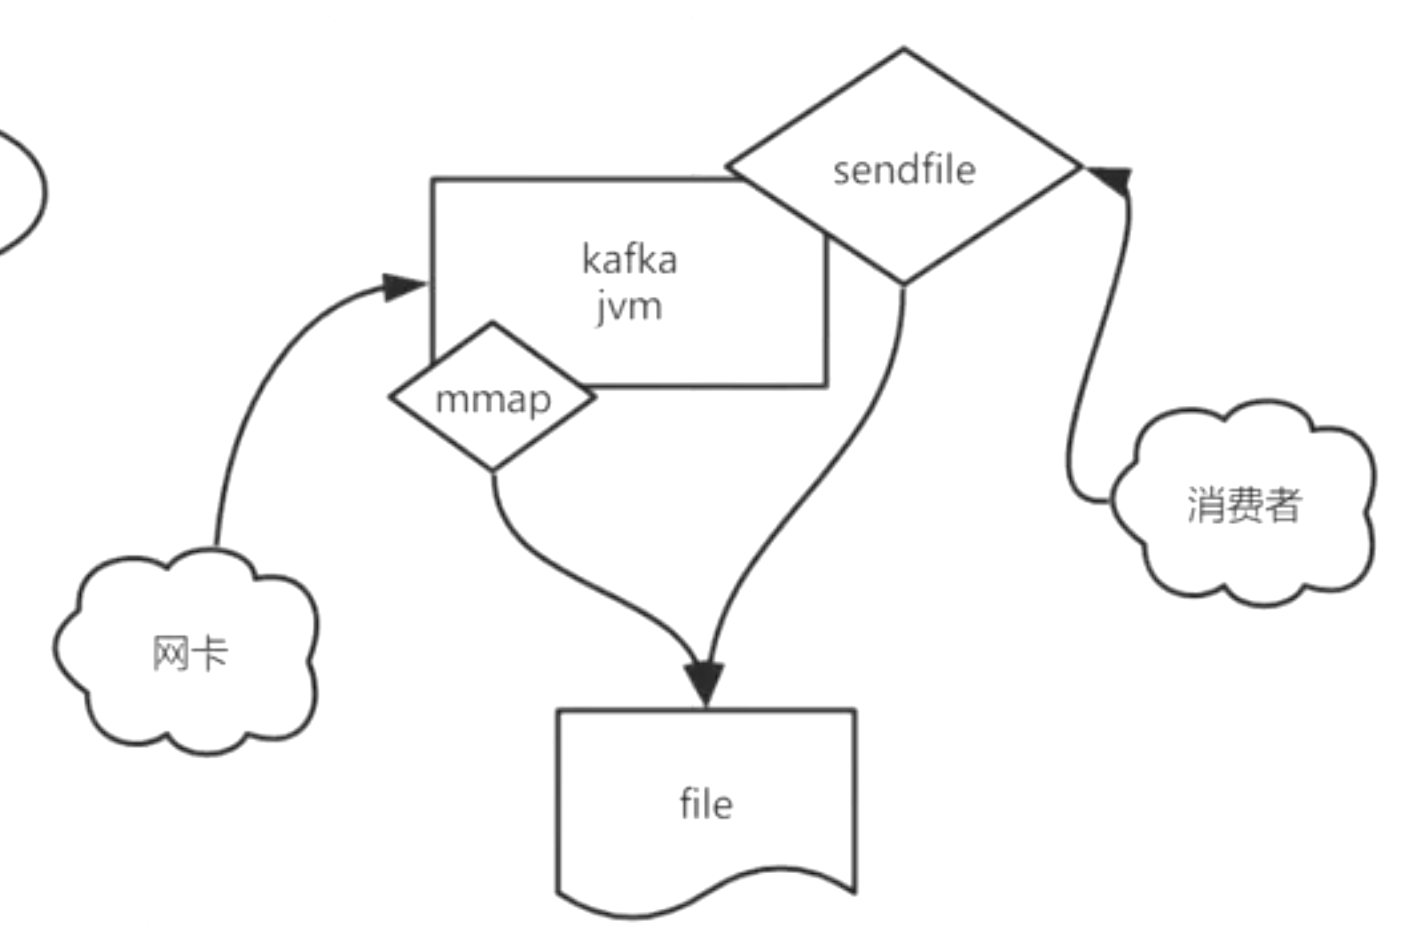 sendfile
kafka
jvm
mmap
消费者
网卡
file